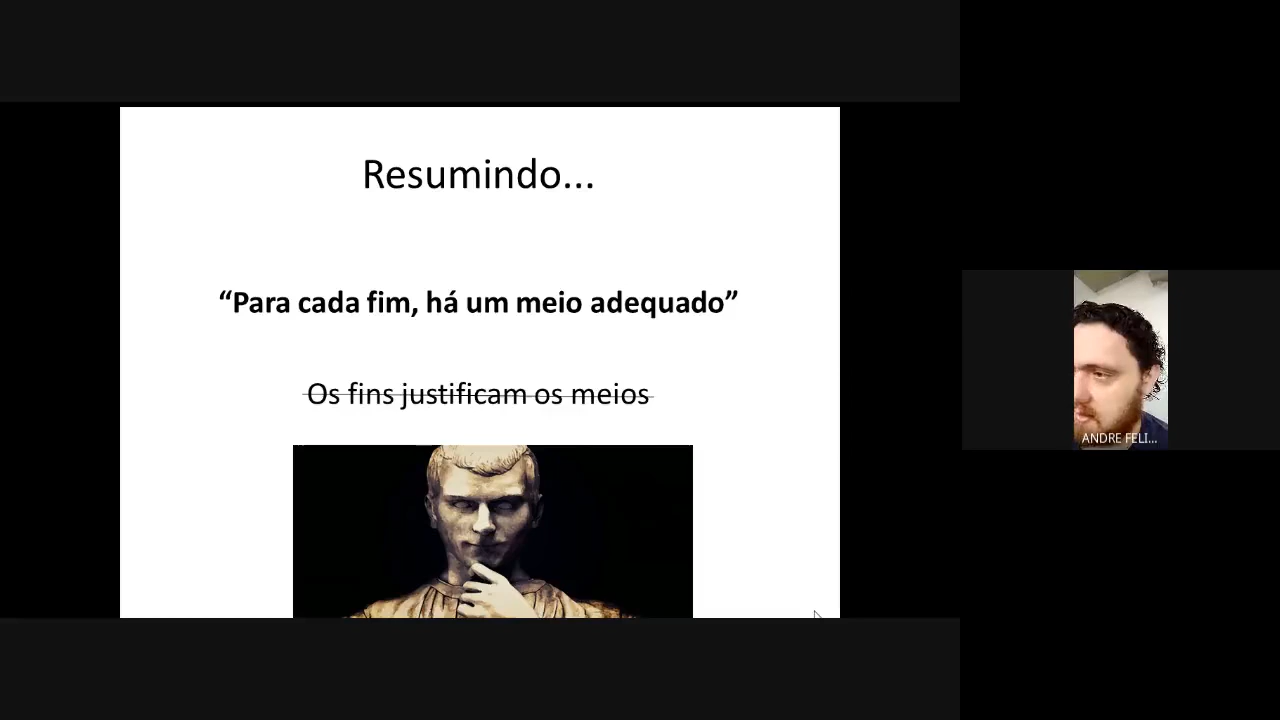 Resumindo...
“Para cada fim, há um meio adequado”
Os fins justificam os meios
ANDRE FELI...